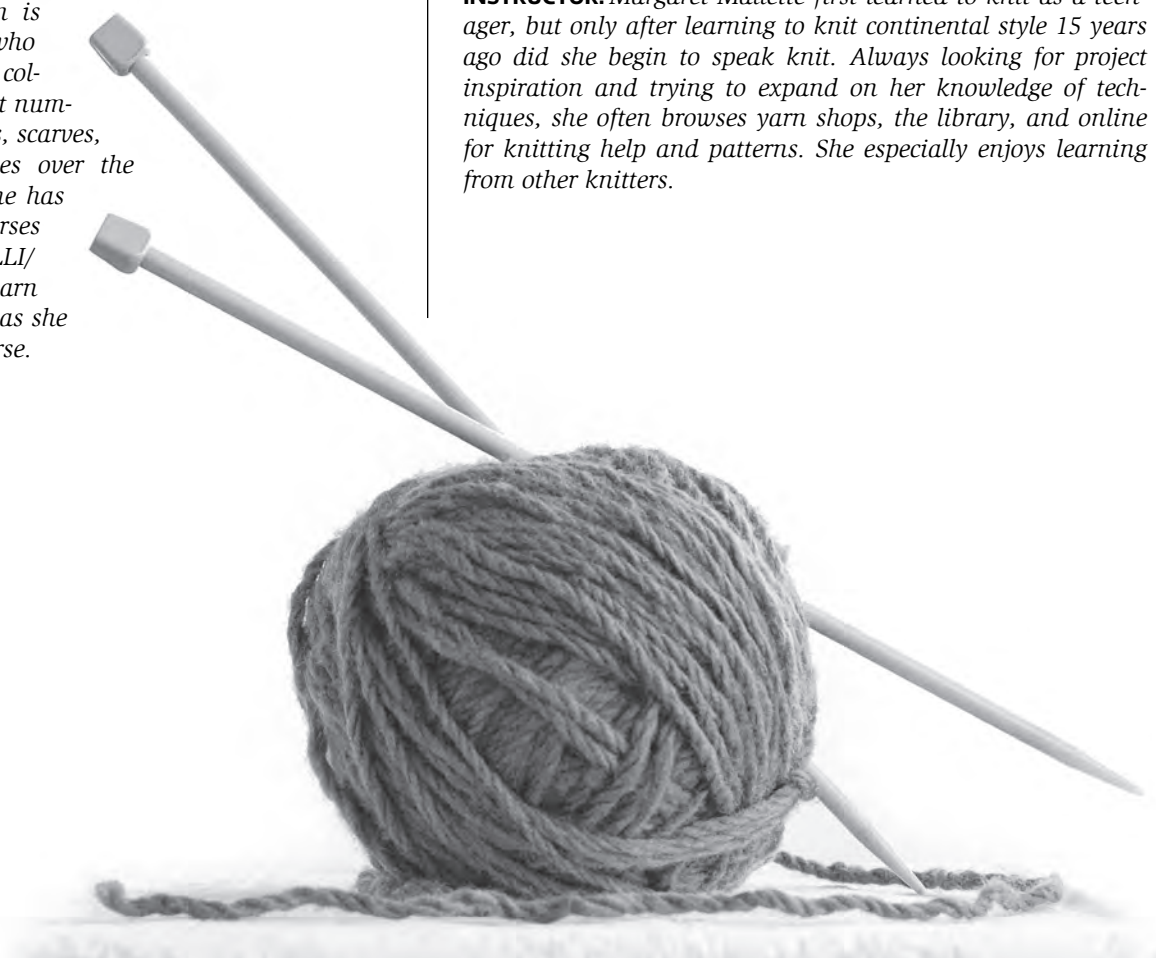 n is
who
col-
t num-
s, scarves,
es over the
he has
rses
LLI/
arn
as she
rse.
INSTRUCTOR: Margaret Mallette first learned to knit as a teen-
ager, but only after learning to knit continental style 15 years
ago did she begin to speak knit. Always looking for project
inspiration and trying to expand on her knowledge of tech-
niques, she often browses yarn shops, the library, and online
for knitting help and patterns. She especially enjoys learning
from other knitters.